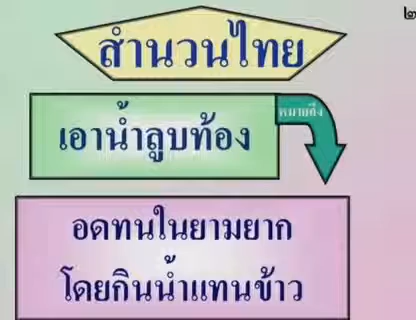 ๒
สำนวนไทย
เอาน้ำลูบท้อง
หมายถึง
อดทนในยามยาก
โดยกินน้ำแทนข้าว